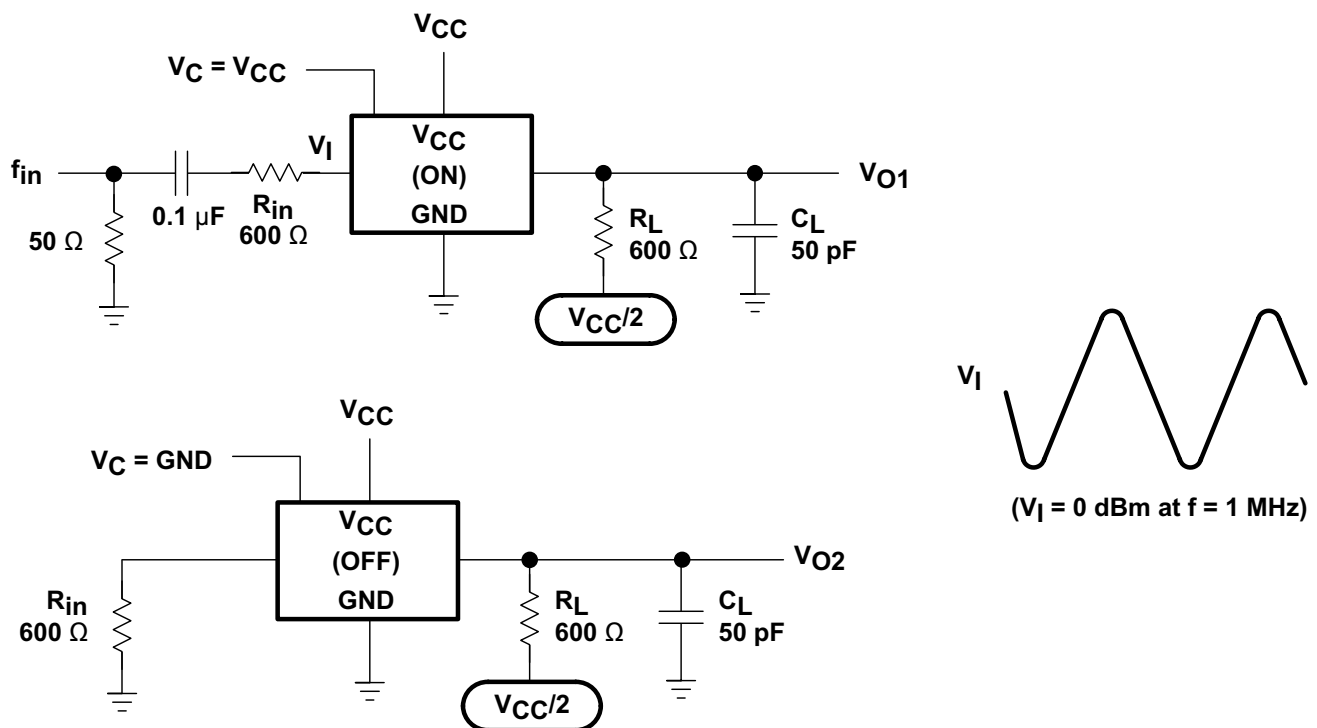 VCC
VC = VCC
fin
50 Ω
0.1 µF
Rin
600 Ω
VI
VCC
(ON)
GND
RL
600 Ω
VCC/2
CL
50 pF
VO1
VCC
VC = GND
Rin
600 Ω
VCC
(OFF)
GND
RL
600 Ω
VCC/2
CL
50 pF
VO2
VI
(VI = 0 dBm at f = 1 MHz)